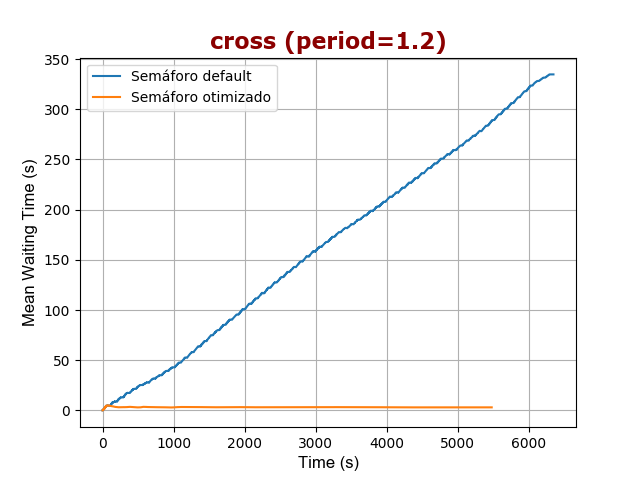 cross (period=1.2)
Semáforo default
Semáforo otimizado
Mean Waiting Time (s)
350
300
250
200
150
100
50
0
0 1000 2000 3000 4000 5000 6000
Time (s)